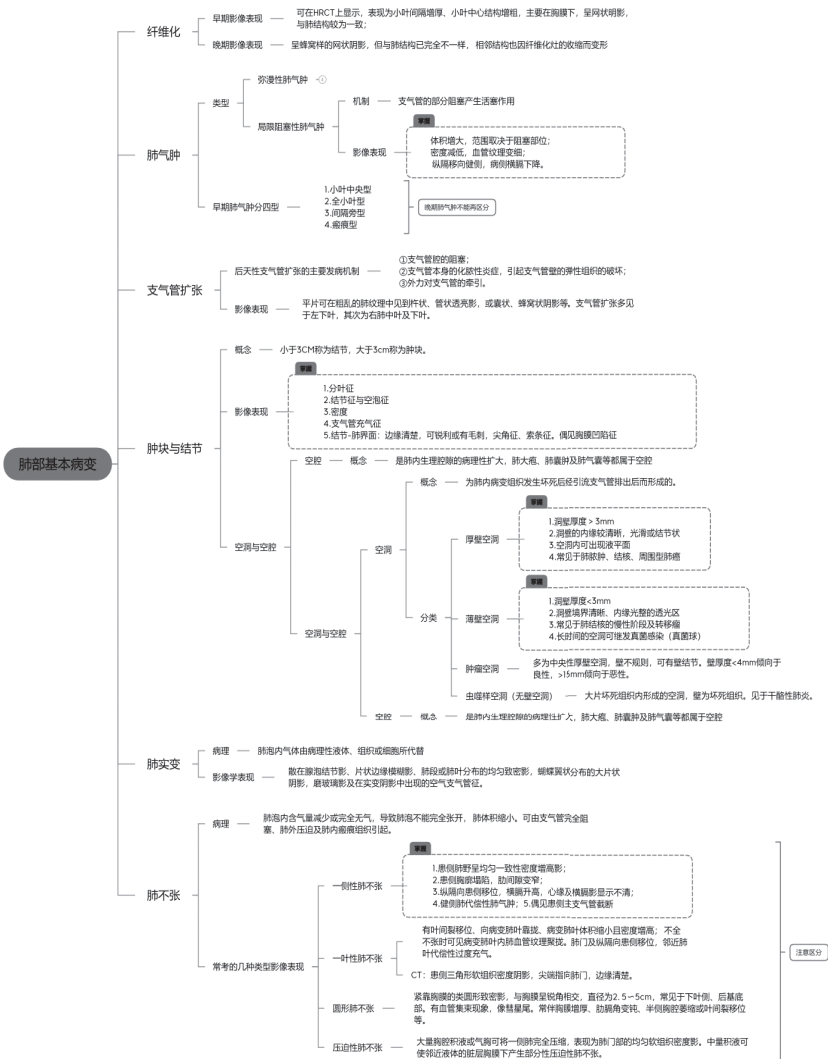 肺部基本病变
纤维化
早期影像表现
可在HRCT上显示，表现为小叶间隔增厚、小叶中心结构增粗，主要在胸膜下，呈网状明影，
与肺结构较为一致；
晚期影像表现
呈蜂窝样的网状阴影，但与肺结构已完全不一样，相邻结构也因纤维化灶的收缩而变形
肺气肿
类型
弥漫性肺气肿
局限阻塞性肺气肿
机制
支气管的部分阻塞产生活塞作用
影像表现
掌握
体积增大，范围取决于阻塞部位；
密度减低，血管纹理变细；
纵隔移向健侧，病侧横膈下降。
早期肺气肿分四型
1.小叶中央型
2.全小叶型
3.间隔旁型
4.瘢痕型
晚期肺气肿不能再区分
支气管扩张
后天性支气管扩张的主要发病机制
①支气管腔的阻塞；
②支气管本身的化脓性炎症，引起支气管壁的弹性组织的破坏；
③外力对支气管的牵引。
影像表现
平片可在粗乱的肺纹理中见到杵状、管状透亮影，或囊状、蜂窝状阴影等。支气管扩张多见
于左下叶，其次为右肺中叶及下叶。
肿块与结节
概念
小于3CM称为结节，大于3cm称为肿块。
影像表现
掌握
1.分叶征
2.结节征与空泡征
3.密度
4.支气管充气征
5.结节-肺界面：边缘清楚，可锐利或有毛刺，尖角征、索条征。偶见胸膜凹陷征
空洞与空腔
空腔
概念
是肺内生理腔隙的病理性扩大，肺大疱、肺囊肿及肺气囊等都属于空腔
空洞与空腔
空洞
概念
为肺内病变组织发生坏死后经引流支气管排出后而形成的。
分类
厚壁空洞
掌握
1.洞壁厚度 > 3mm
2.洞壁的内缘较清晰，光滑或结节状
3.空洞内可出现液平面
4.常见于肺脓肿、结核、周围型肺癌
薄壁空洞
掌握
1.洞壁厚度<3mm
2.洞壁境界清晰、内缘光整的透光区
3.常见于肺结核的慢性阶段及转移瘤
4.长时间的空洞可继发真菌感染（真菌球）
肿瘤空洞
多为中央性厚壁空洞，壁不规则，可有壁结节。壁厚度<4mm倾向于
良性，>15mm倾向于恶性。
虫噬样空洞（无壁空洞）
大片坏死组织内形成的空洞，壁为坏死组织。见于干酪性肺炎。
空腔
概念
是肺内生理腔隙的病理性扩大，肺大疱、肺囊肿及肺气囊等都属于空腔
肺实变
病理
肺泡内气体由病理性液体、组织或细胞所代替
影像学表现
散在腺泡结节影、片状边缘模糊影、肺段或肺叶分布的均匀致密影，蝴蝶翼状分布的大片状
阴影，磨玻璃影及在实变阴影中出现的空气支气管征。
肺不张
病理
肺泡内含气量减少或完全无气，导致肺泡不能完全张开，肺体积缩小。可由支气管完全阻
塞、肺外压迫及肺内瘢痕组织引起。
常考的几种类型影像表现
一侧性肺不张
掌握
1.患侧肺野呈均匀一致性密度增高影；
2.患侧胸廓塌陷，肋间隙变窄；
3.纵隔向患侧移位，横膈升高，心缘及横膈影显示不清；
4.健侧肺代偿性肺气肿；5.偶见患侧主支气管截断
一叶性肺不张
有叶间裂移位、向病变肺叶靠拢、病变肺叶体积缩小且密度增高；不全
不张时可见病变肺叶内肺血管纹理聚拢。肺门及纵隔向患侧移位，邻近肺
叶代偿性过度充气。
CT：患侧三角形软组织密度阴影，尖端指向肺门，边缘清楚。
圆形肺不张
紧靠胸膜的类圆形致密影，与胸膜呈锐角相交，直径为2.5~5cm，常见于下叶侧、后基底
部。有血管集束现象，像彗星尾。常伴胸膜增厚、肋膈角变钝、半侧胸腔萎缩或叶间裂移位
等。
压迫性肺不张
大量胸腔积液或气胸可将一侧肺完全压缩，表现为肺门部的均匀软组织密度影。中量积液可
使邻近液体的脏层胸膜下产生部分性压迫性肺不张。
注意区分